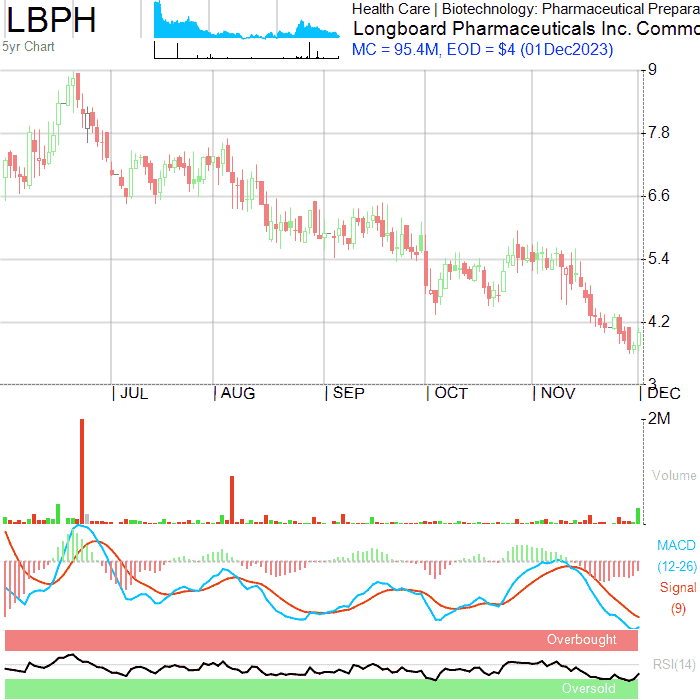 LBPH
5yr Chart
Health Care | Biotechnology: Pharmaceutical Prepara
Longboard Pharmaceuticals Inc. Commo
MC = 95.4M, EOD = $4 (01Dec2023)
9
7.8
6.6
5.4
4.2
3
JUL
AUG
SEP
OCT
NOV
DEC
2M
Volume
MACD
(12-26)
Signal
(9)
Overbought
RSI(14)
Oversold